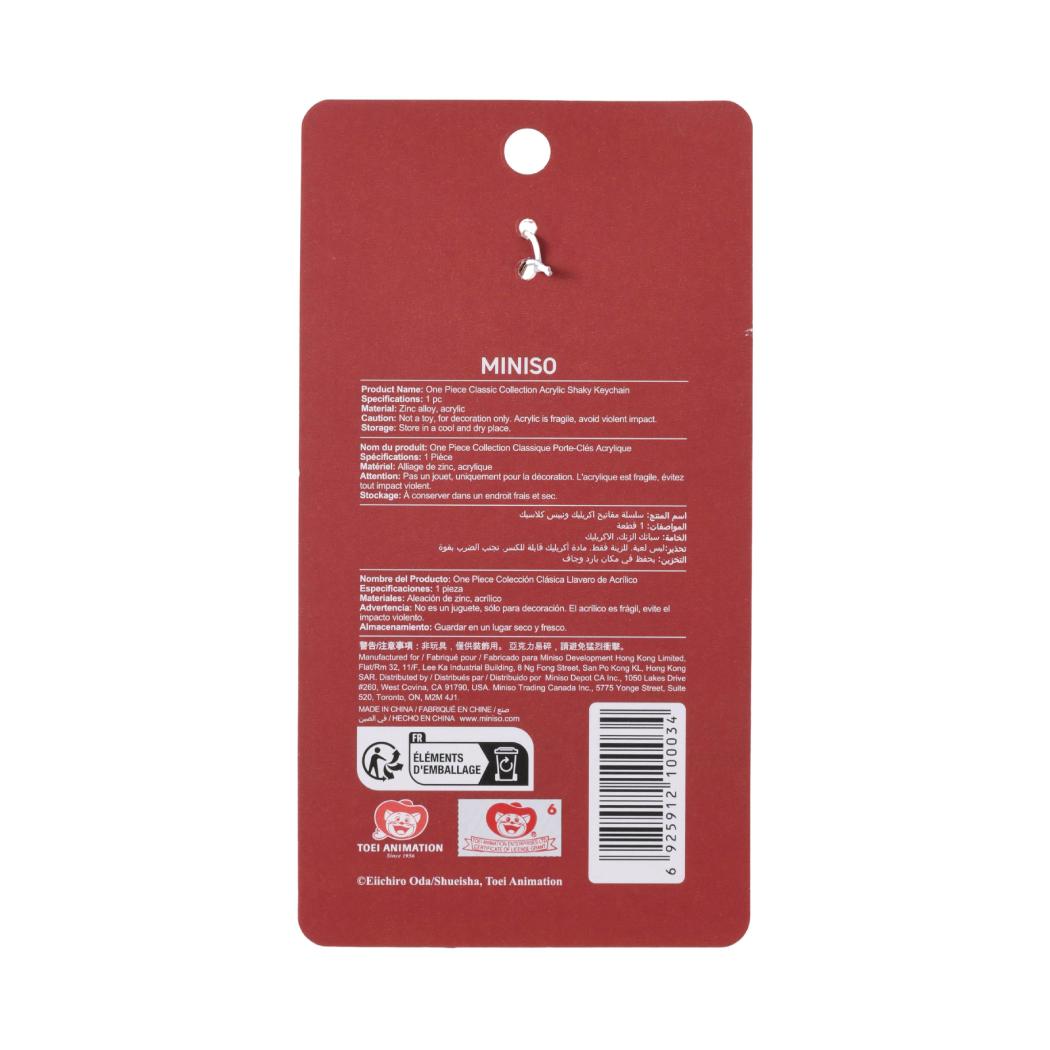 MINISO
Product Name: One Piece Classic Collection Acrylic Shaky Keychain
Specifications: 1 pc
Material: Zinc alloy, acrylic
Caution: Not a toy, for decoration only. Acrylic is fragile, avoid violent impact.
Storage: Store in a cool and dry place.
Nom du produit: One Piece Collection Classique Porte-Clés Acrylique
Spécifications: 1 Pièce
Matériel: Alliage de zinc, acrylique
Attention: Pas un jouet, uniquement pour la décoration. L'acrylique est fragile, évitez
tout impact violent.
Stockage: À conserver dans un endroit frais et sec.
اسم المنتج: سلسلة مفاتيح اكريليك ونبيس كلاسيك
المواصفات: 1 قطعة
الخامة: سبائك الزنك، الاكريليك
تحذير:ليس لعبة. للزينة فقط. مادة أكريليك قابلة للكسر. تجنب الضرب بقوة
التخزين: يحفظ في مكان بارد وجاف
Nombre del Producto: One Piece Colección Clásica Llavero de Acrílico
Especificaciones: 1 pieza
Materiales: Aleación de zinc, acrílico
Advertencia: No es un juguete, sólo para decoración. El acrílico es frágil, evite el
impacto violento.
Almacenamiento: Guardar en un lugar seco y fresco.
警告/注意事項：非玩具，僅供裝飾用。亞克力易碎，請避免猛烈衝擊。
Manufactured for / Fabriqué pour / Fabricado para Miniso Development Hong Kong Limited,
Flat/Rm 32, 11/F, Lee Ka Industrial Building, 8 Ng Fong Street, San Po Kong KL, Hong Kong
SAR. Distributed by / Distribués par / Distribuido por Miniso Depot CA Inc., 1050 Lakes Drive
#260, West Covina, CA 91790, USA. Miniso Trading Canada Inc., 5775 Yonge Street, Suite
520, Toronto, ON, M2M 4J1.
MADE IN CHINA / FABRIQUÉ EN CHINE / صنع
في الصين / HECHO EN CHINA www.miniso.com
FR
ÉLÉMENTS
D'EMBALLAGE
6 925912 100034
TOEI ANIMATION
Since 1956
6
®
TOEI ANIMATION ENTERPRISES LTD.
CERTIFICATE OF LICENSE GRANT
©Eiichiro Oda/Shueisha, Toei Animation